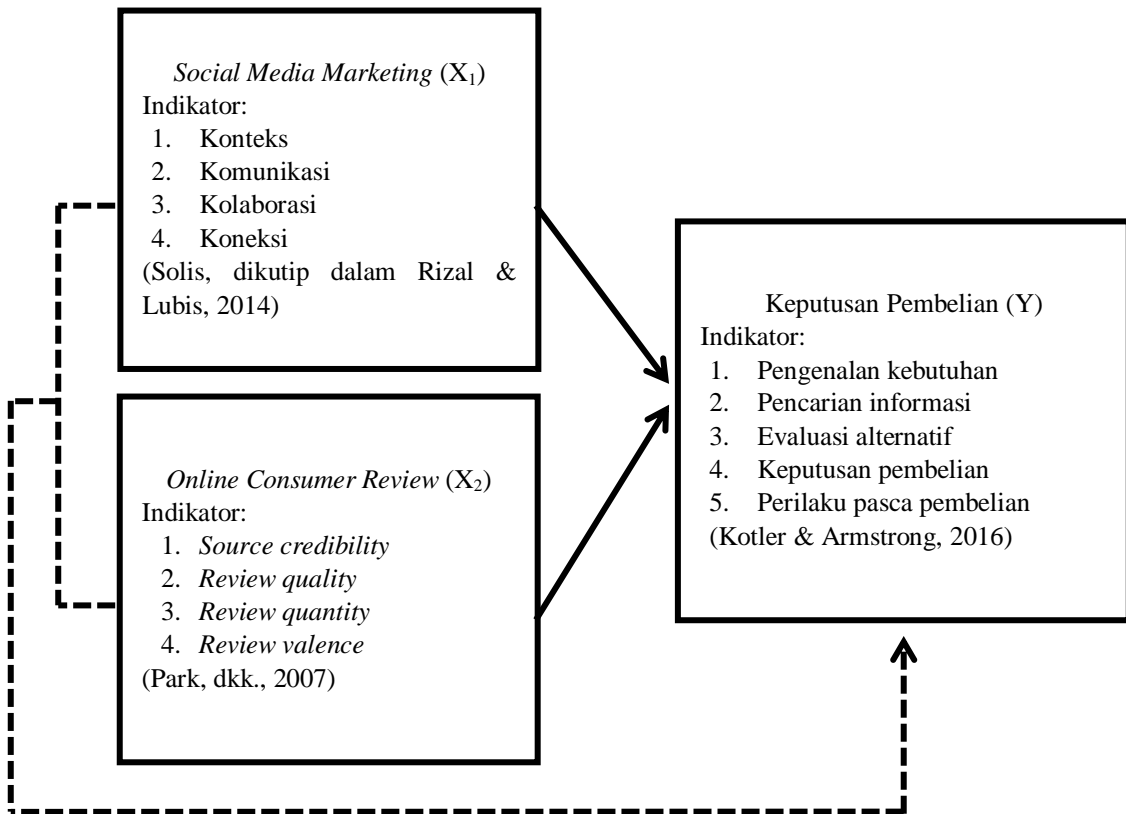 Social Media Marketing (X₁)
Indikator:
1. Konteks
2. Komunikasi
3. Kolaborasi
4. Koneksi
(Solis, dikutip dalam Rizal &
Lubis, 2014)
Online Consumer Review (X₂)
Indikator:
1. Source credibility
2. Review quality
3. Review quantity
4. Review valence
(Park, dkk., 2007)
Keputusan Pembelian (Y)
Indikator:
1. Pengenalan kebutuhan
2. Pencarian informasi
3. Evaluasi alternatif
4. Keputusan pembelian
5. Perilaku pasca pembelian
(Kotler & Armstrong, 2016)